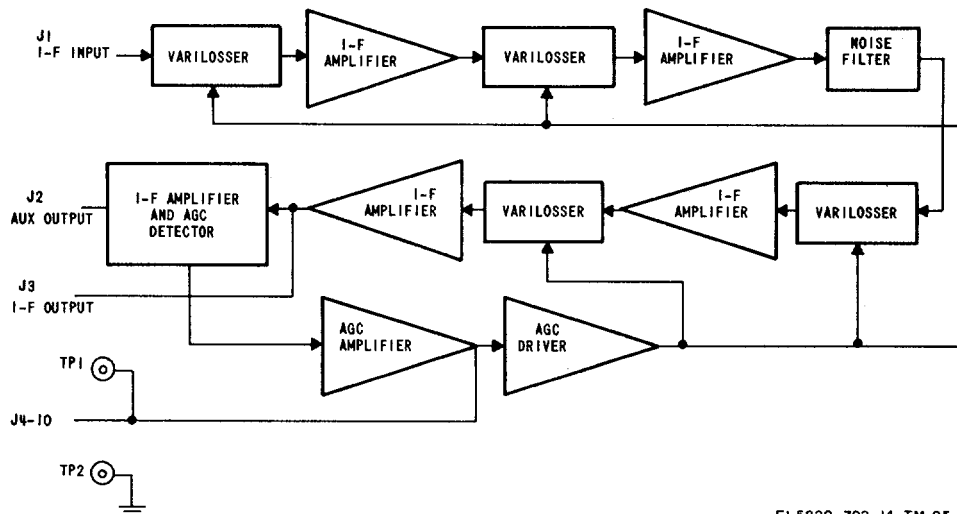 J1
I-F INPUT
VARILOSSER
I-F
AMPLIFIER
VARILOSSER
I-F
AMPLIFIER
NOISE
FILTER
J2
AUX OUTPUT
I-F AMPLIFIER
AND AGC
DETECTOR
I-F
AMPLIFIER
VARILOSSER
I-F
AMPLIFIER
VARILOSSER
J3
I-F OUTPUT
AGC
AMPLIFIER
AGC
DRIVER
TP1
J4-10
TP2